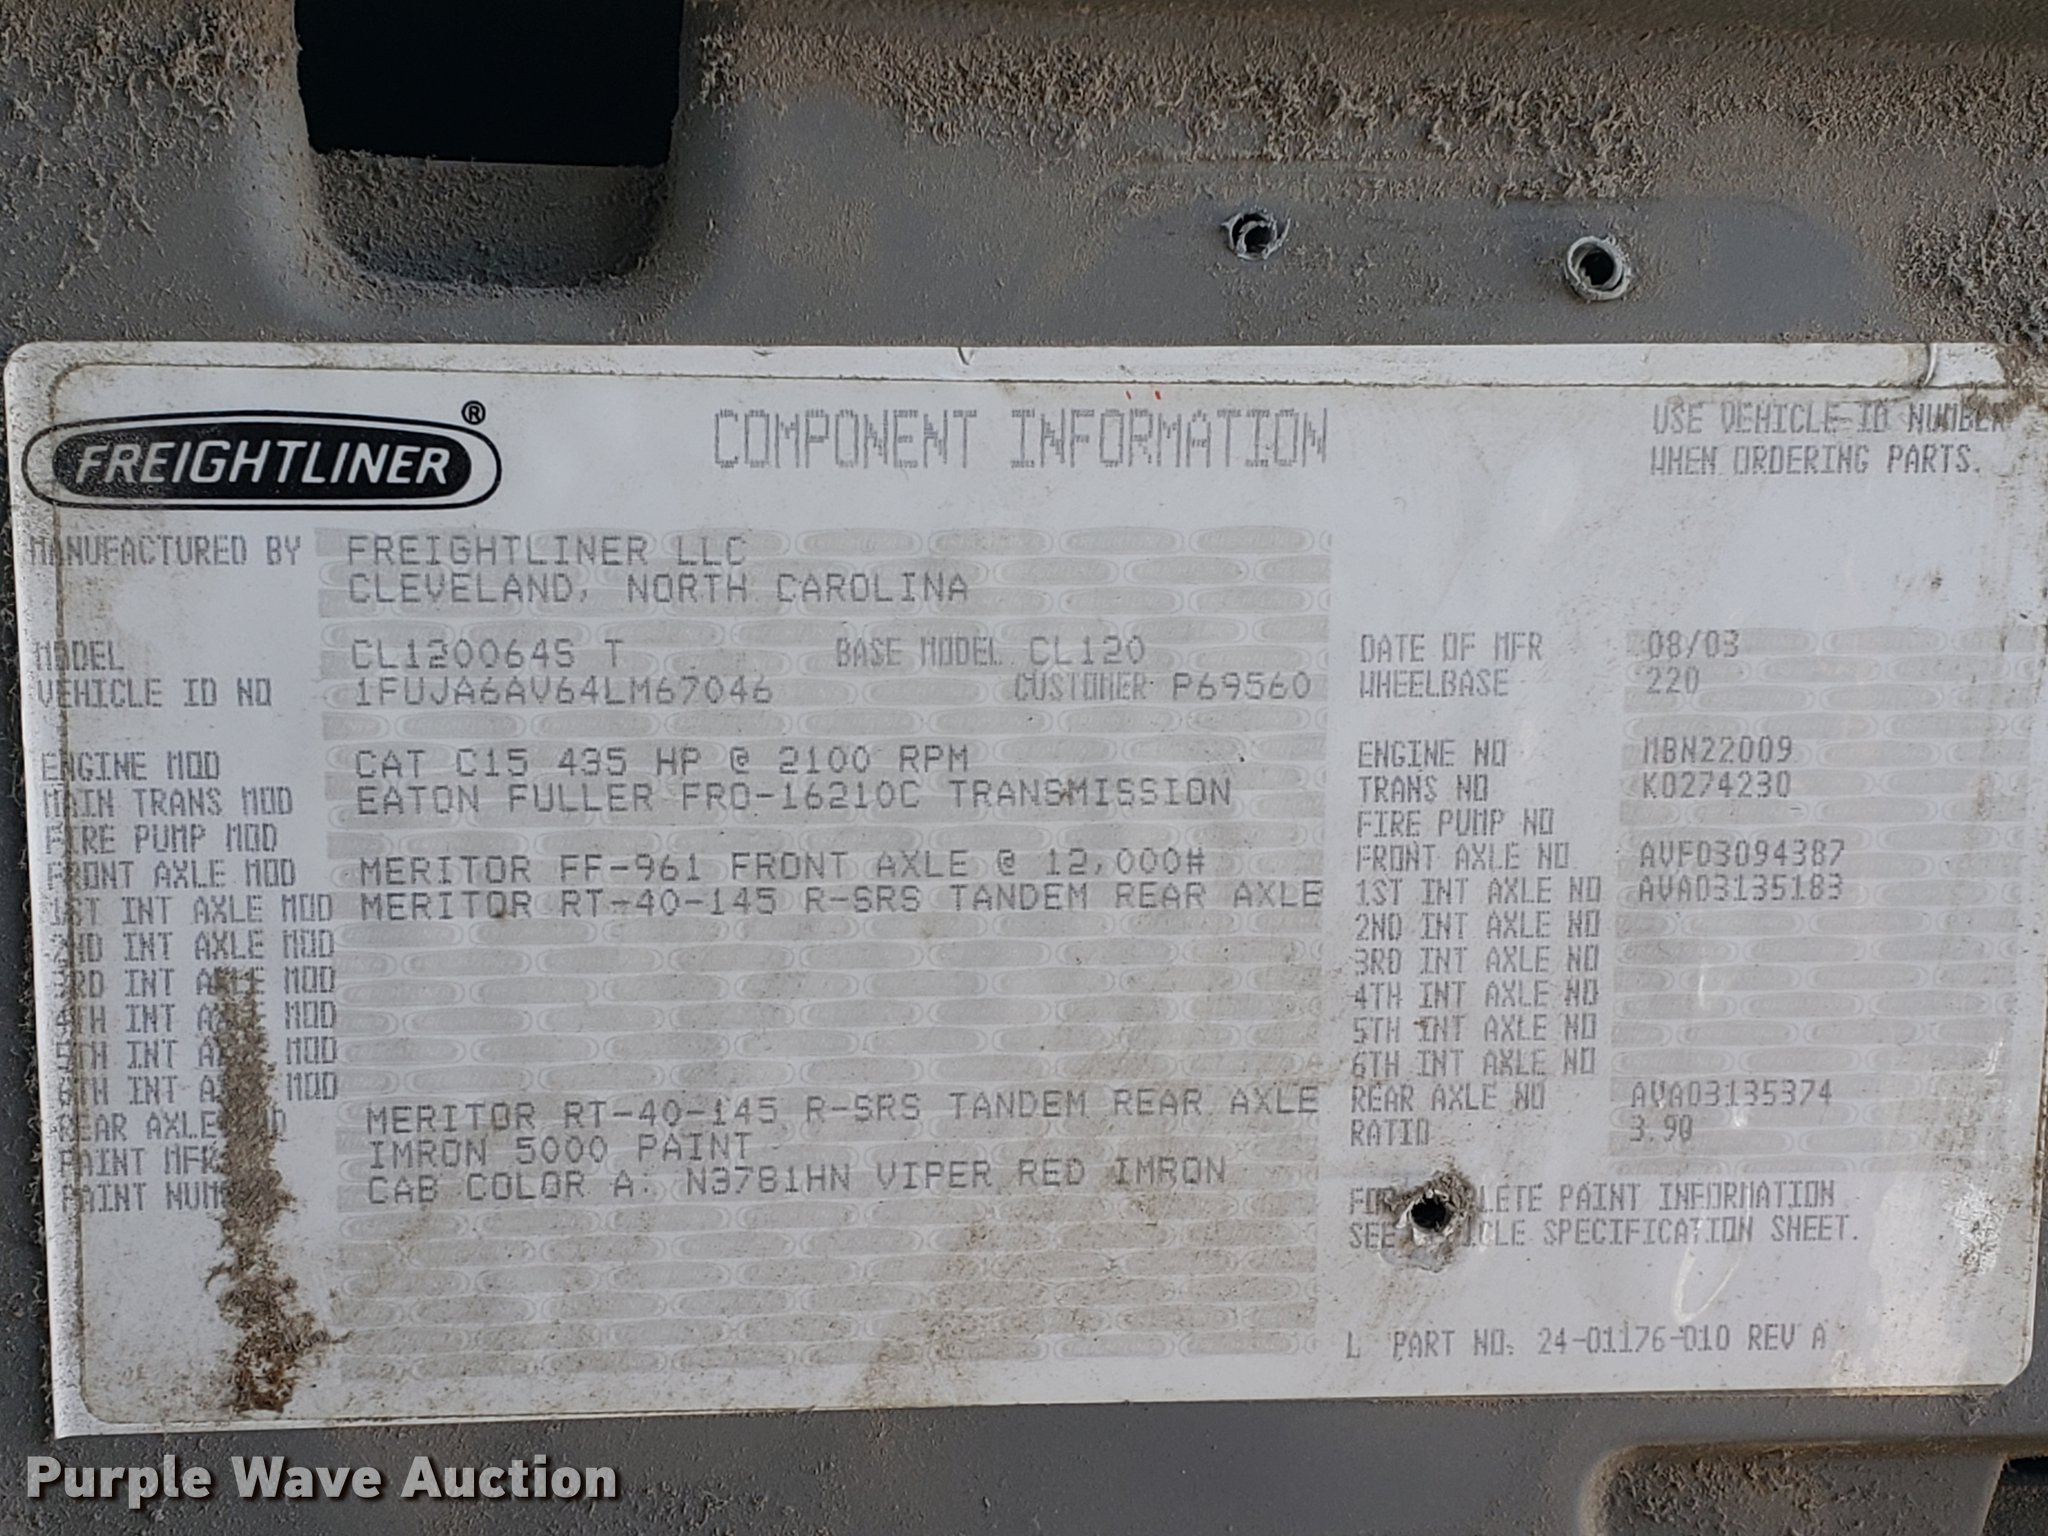 FREIGHTLINER ®
COMPONENT INFORMATION
USE VEHICLE ID NUMBER
WHEN ORDERING PARTS.
MANUFACTURED BY FREIGHTLINER LLC
CLEVELAND, NORTH CAROLINA
MODEL CL120064S T BASE MODEL CL120 DATE OF MFR 08/03
VEHICLE ID NO 1FUJA6AV64LM67046 CUSTOMER P69560 WHEELBASE 220
ENGINE MOD CAT C15 435 HP @ 2100 RPM ENGINE NO MBN22009
MAIN TRANS MOD EATON FULLER FRO-16210C TRANSMISSION TRANS NO K0274230
FIRE PUMP MOD FIRE PUMP NO
FRONT AXLE MOD MERITOR FF-961 FRONT AXLE @ 12,000# FRONT AXLE NO AVF03094387
1ST INT AXLE MOD MERITOR RT-40-145 R-SRS TANDEM REAR AXLE 1ST INT AXLE NO AVA03135183
2ND INT AXLE MOD 2ND INT AXLE NO
3RD INT AXLE MOD 3RD INT AXLE NO
4TH INT AXLE MOD 4TH INT AXLE NO
5TH INT AXLE MOD 5TH INT AXLE NO
6TH INT AXLE MOD 6TH INT AXLE NO
REAR AXLE MOD MERITOR RT-40-145 R-SRS TANDEM REAR AXLE REAR AXLE NO AVA03135374
PAINT MFR IMRON 5000 PAINT RATIO 3.90
PAINT CAB COLOR A: N3781HN VIPER RED IMRON
FOR PAINT INFORMATION
SEE SPECIFICATION SHEET.
L PART NO. 24-01176-010 REV A
Purple Wave Auction